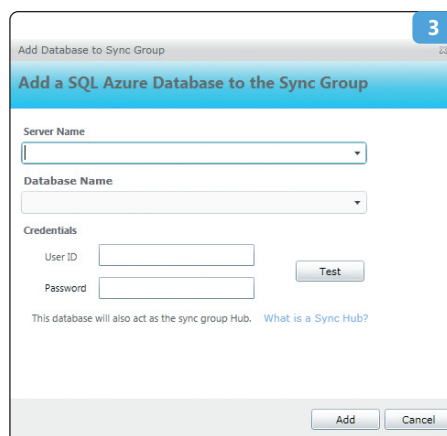 3
Add Database to Sync Group
Add a SQL Azure Database to the Sync Group
Server Name
Database Name
Credentials
User ID
Test
Password
This database will also act as the sync group Hub. What is a Sync Hub?
Add Cancel